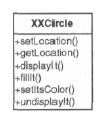 XXCircle
+setLocation()
+getLocation()
+displayIt()
+fillIt()
+setItsColor()
+undisplayIt()